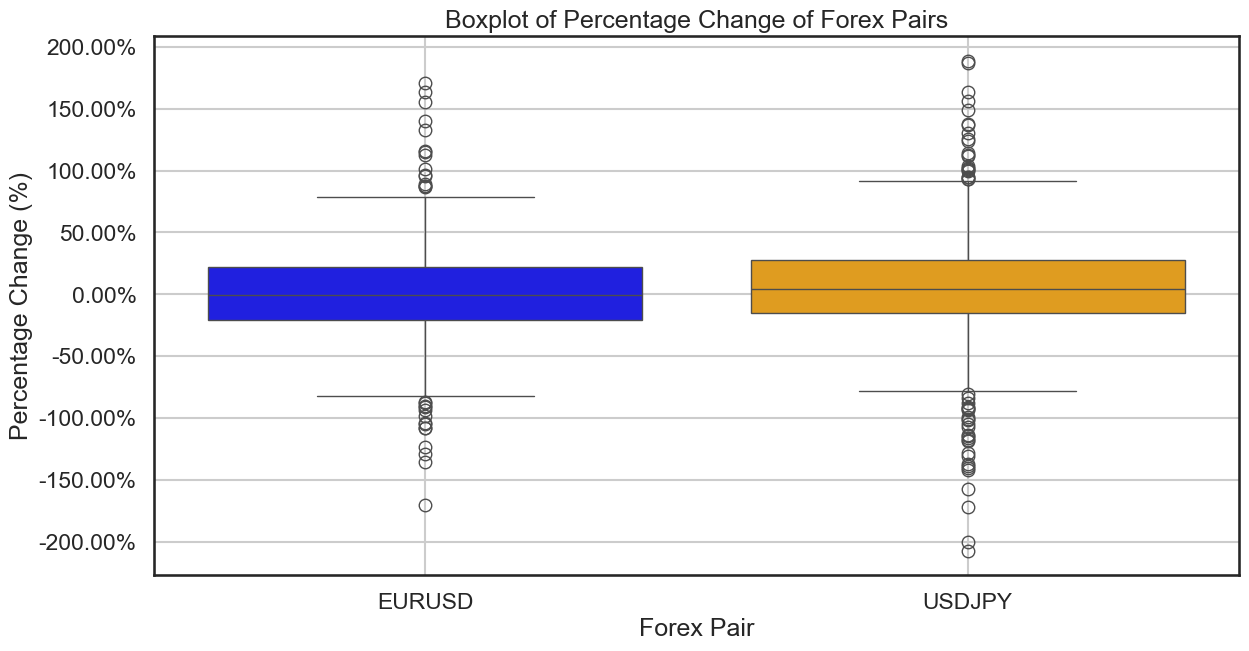 Boxplot of Percentage Change of Forex Pairs
200.00%
150.00%
100.00%
50.00%
0.00%
-50.00%
-100.00%
-150.00%
-200.00%
Percentage Change (%)
EURUSD
USDJPY
Forex Pair